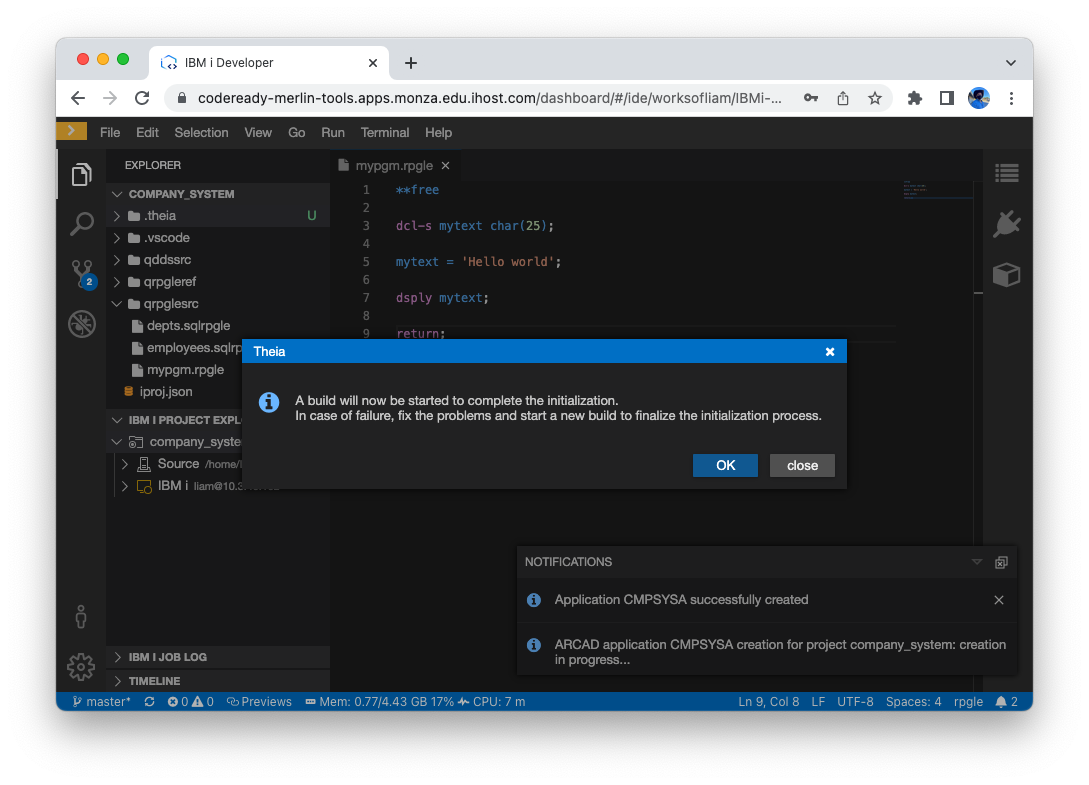 IBM i Developer
codeready-merlin-tools.apps.monza.edu.ihost.com/dashboard/#/ide/worksofliam/IBMi-...
File Edit Selection View Go Run Terminal Help
EXPLORER
COMPANY_SYSTEM
.theia U
.vscode
qddssrc
qrpgleref
qrpglesrc
depts.sqlrpgle
employees.sqlrp
mypgm.rpgle
iproj.json
IBM I PROJECT EXPL
company_syste
Source /home/l
IBM i liam@10.3
2
IBM I JOB LOG
TIMELINE
mypgm.rpgle
1 **free
2
3 dcl-s mytext char(25);
4
5 mytext = 'Hello world';
6
7 dsply mytext;
8
9 return;
Theia
A build will now be started to complete the initialization.
In case of failure, fix the problems and start a new build to finalize the initialization process.
OK close
NOTIFICATIONS
Application CMPSYSA successfully created
ARCAD application CMPSYSA creation for project company_system: creation
in progress...
master* 0 0 Previews Mem: 0.77/4.43 GB 17% CPU: 7 m Ln 9, Col 8 LF UTF-8 Spaces: 4 rpgle 2